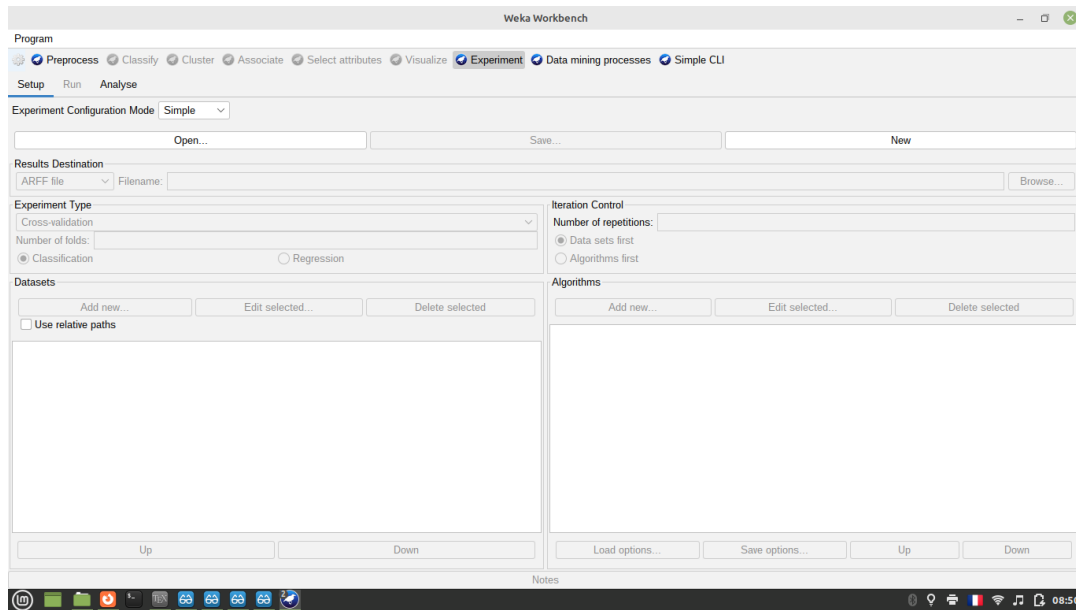 Weka Workbench
Program
Preprocess Classify Cluster Associate Select attributes Visualize Experiment Data mining processes Simple CLI
Setup Run Analyse
Experiment Configuration Mode Simple
Open... Save... New
Results Destination
ARFF file Filename: Browse...
Experiment Type Iteration Control
Cross-validation Number of repetitions:
Number of folds: Data sets first
Classification Regression Algorithms first
Datasets Algorithms
Add new... Edit selected... Delete selected Add new... Edit selected... Delete selected
Use relative paths
Up Down Load options... Save options... Up Down
Notes
08:50